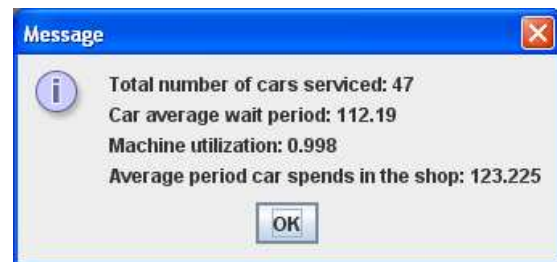 Message
Total number of cars serviced: 47
Car average wait period: 112.19
Machine utilization: 0.998
Average period car spends in the shop: 123.225
OK